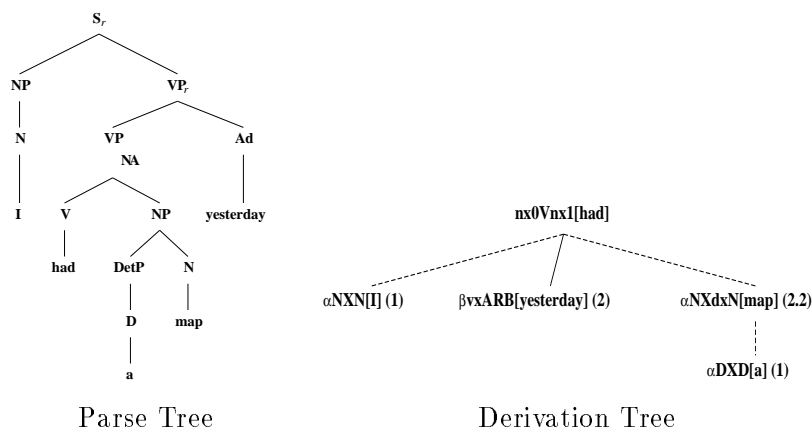 S_r
NP VP_r
N VP Ad
NA
I V NP yesterday
had DetP N
D map
a
Parse Tree
nx0Vnx1[had]
αNXN[I] (1) βvxARB[yesterday] (2) αNXdxN[map] (2.2)
αDXD[a] (1)
Derivation Tree